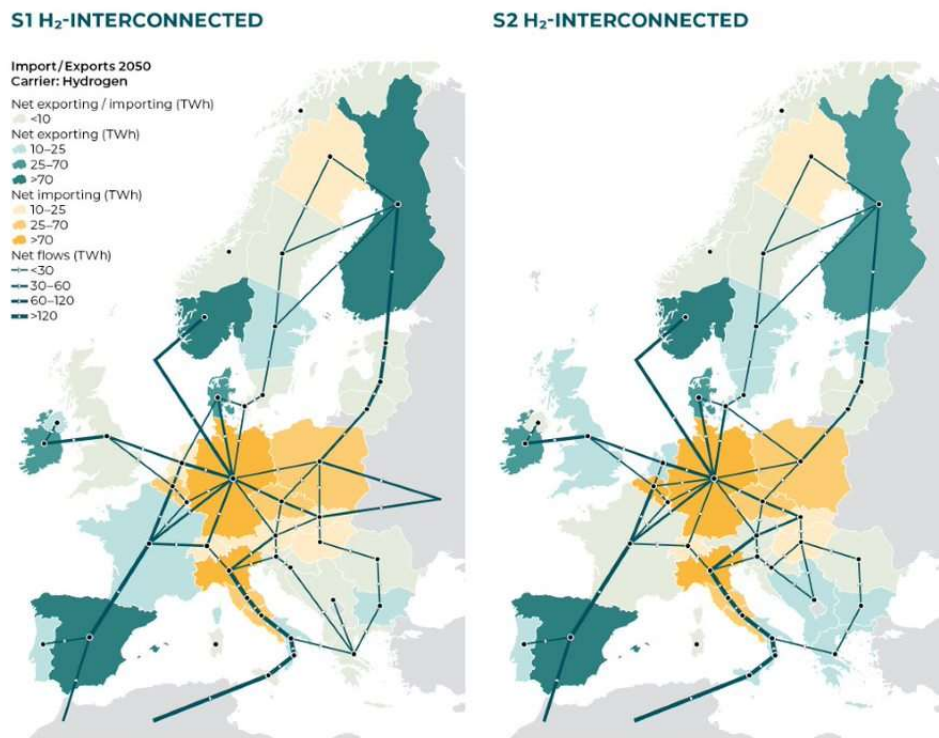 S1 H₂-INTERCONNECTED
S2 H₂-INTERCONNECTED
Import/Exports 2050
Carrier: Hydrogen
Net exporting / importing (TWh)
<10
Net exporting (TWh)
10–25
25–70
>70
Net importing (TWh)
10–25
25–70
>70
Net flows (TWh)
<30
30–60
60–120
>120